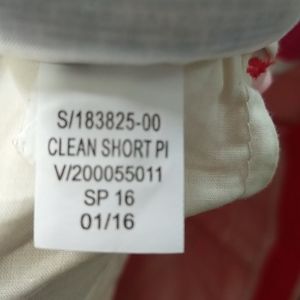 S/183825-00
CLEAN SHORT PI
V/200055011
SP 16
01/16